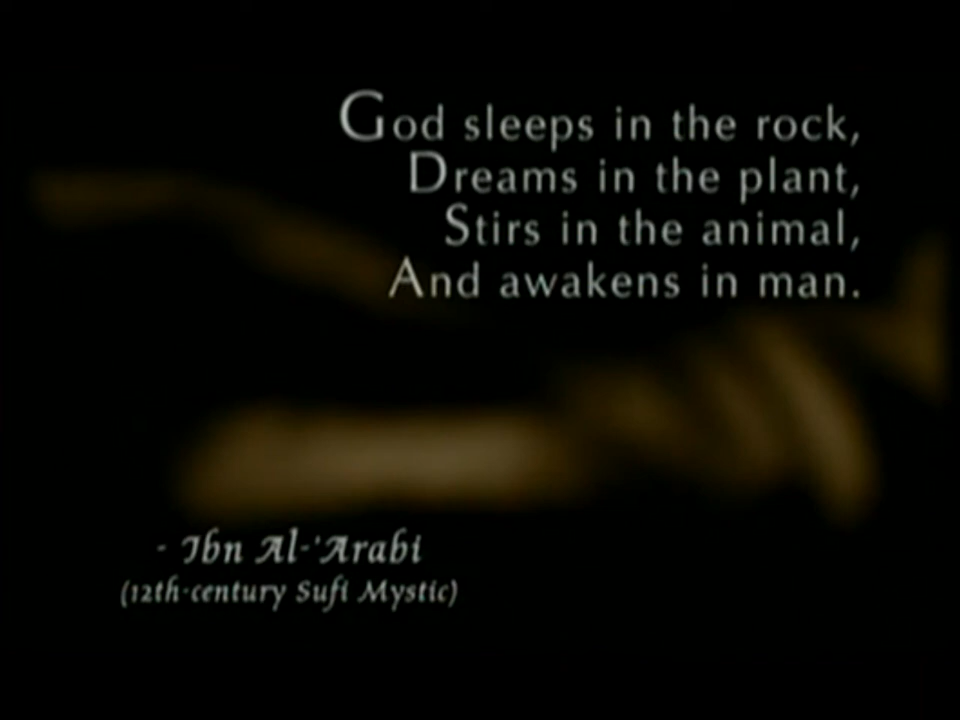 God sleeps in the rock,
Dreams in the plant,
Stirs in the animal,
And awakens in man.
- Ibn Al-'Arabi
(12th-century Sufi Mystic)